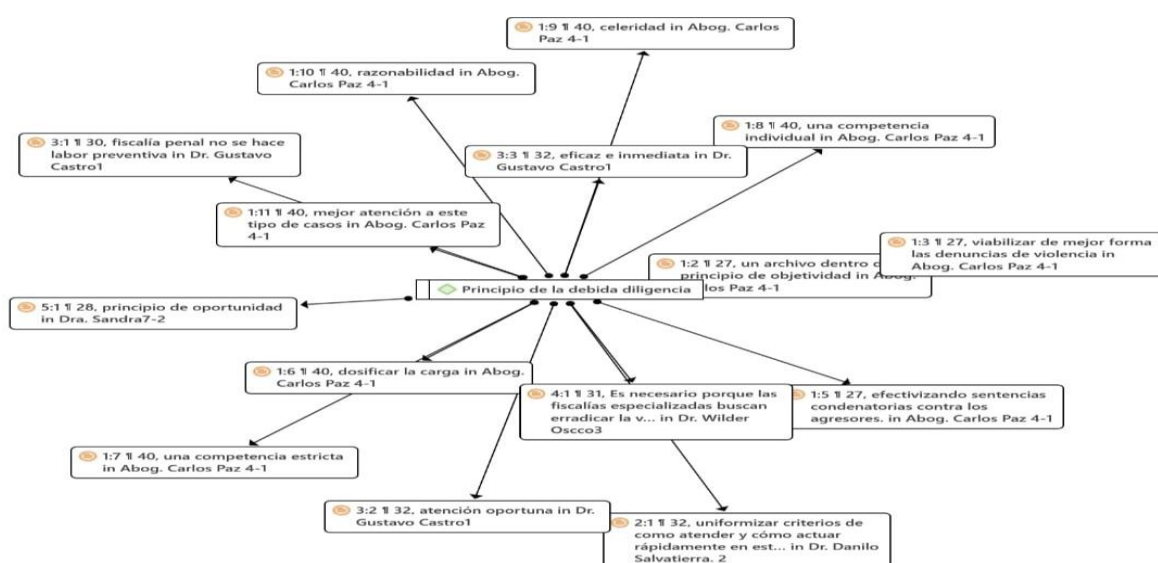 1:9 ¶ 40, celeridad in Abog. Carlos
Paz 4-1
1:10 ¶ 40, razonabilidad in Abog.
Carlos Paz 4-1
1:8 ¶ 40, una competencia
individual in Abog. Carlos Paz 4-1
3:1 ¶ 30, fiscalía penal no se hace
labor preventiva in Dr. Gustavo
Castro1
3:3 ¶ 32, eficaz e inmediata in Dr.
Gustavo Castro1
1:11 ¶ 40, mejor atención a este
tipo de casos in Abog. Carlos Paz
4-1
1:3 ¶ 27, viabilizar de mejor forma
las denuncias de violencia in
Abog. Carlos Paz 4-1
1:2 ¶ 27, un archivo dentro
principio de objetividad in Abog.
Paz 4-1
Principio de la debida diligencia
5:1 ¶ 28, principio de oportunidad
in Dra. Sandra7-2
1:6 ¶ 40, dosificar la carga in Abog.
Carlos Paz 4-1
4:1 ¶ 31, Es necesario porque las
fiscalías especializadas buscan
erradicar la v... in Dr. Wilder
Oscco3
1:5 ¶ 27, efectivizando sentencias
condenatorias contra los
agresores. in Abog. Carlos Paz 4-1
1:7 ¶ 40, una competencia estricta
in Abog. Carlos Paz 4-1
3:2 ¶ 32, atención oportuna in Dr.
Gustavo Castro1
2:1 ¶ 32, uniformizar criterios de
como atender y cómo actuar
rápidamente en est... in Dr. Danilo
Salvatierra. 2